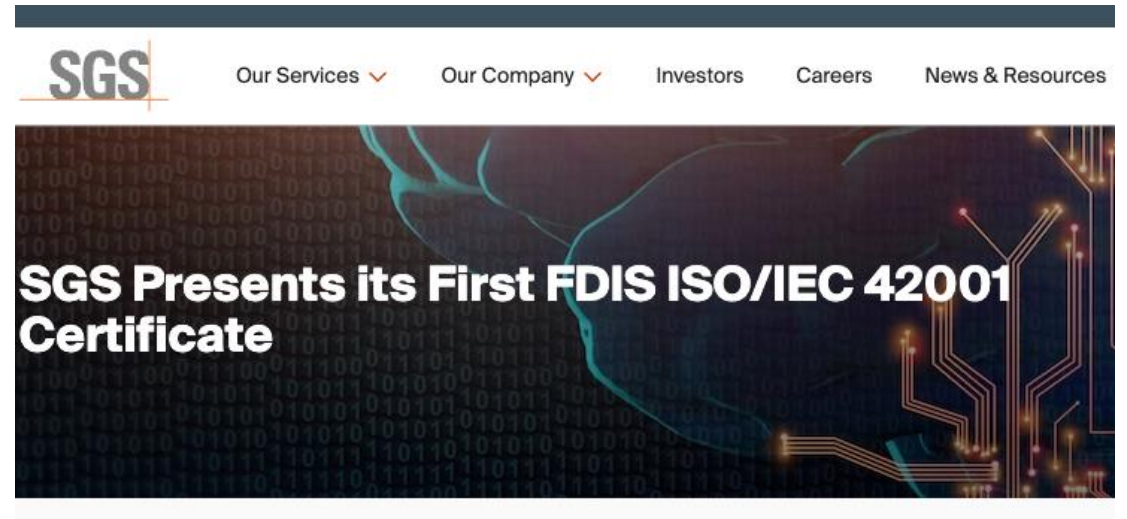 SGS
Our Services
Our Company
Investors
Careers
News & Resources
SGS Presents its First FDIS ISO/IEC 42001
Certificate